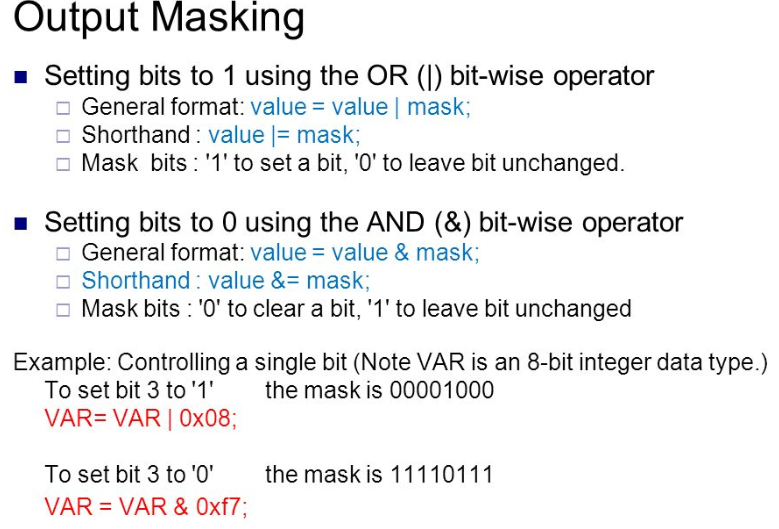 Output Masking
Setting bits to 1 using the OR (|) bit-wise operator
General format: value = value | mask;
Shorthand : value |= mask;
Mask bits : '1' to set a bit, '0' to leave bit unchanged.
Setting bits to 0 using the AND (&) bit-wise operator
General format: value = value & mask;
Shorthand : value &= mask;
Mask bits : '0' to clear a bit, '1' to leave bit unchanged
Example: Controlling a single bit (Note VAR is an 8-bit integer data type.)
To set bit 3 to '1' the mask is 00001000
VAR= VAR | 0x08;
To set bit 3 to '0' the mask is 11110111
VAR = VAR & 0xf7;